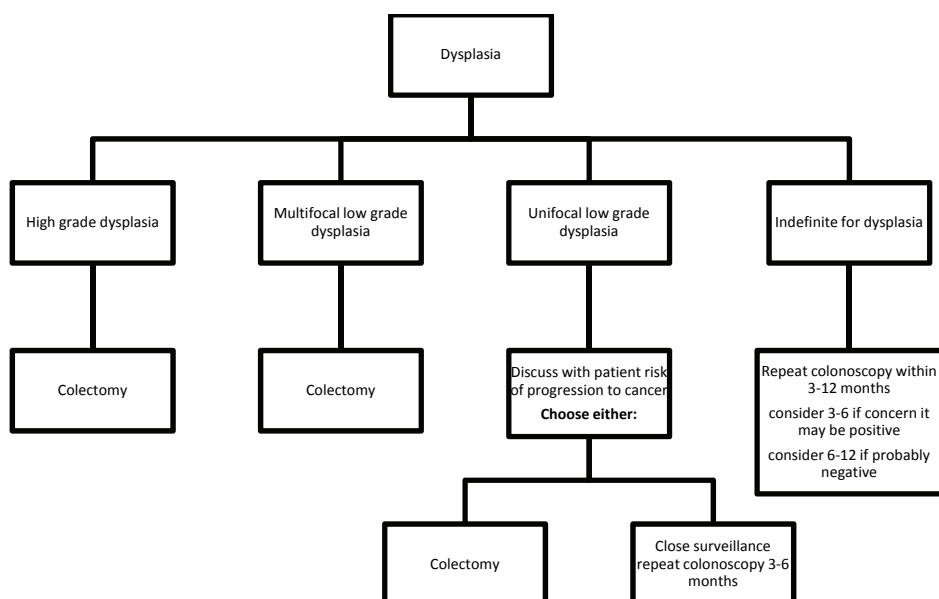 Dysplasia
High grade dysplasia
Multifocal low grade
dysplasia
Unifocal low grade
dysplasia
Indefinite for dysplasia
Colectomy
Colectomy
Discuss with patient risk
of progression to cancer
Choose either:
Repeat colonoscopy within
3-12 months
consider 3-6 if concern it
may be positive
consider 6-12 if probably
negative
Colectomy
Close surveillance
repeat colonoscopy 3-6
months